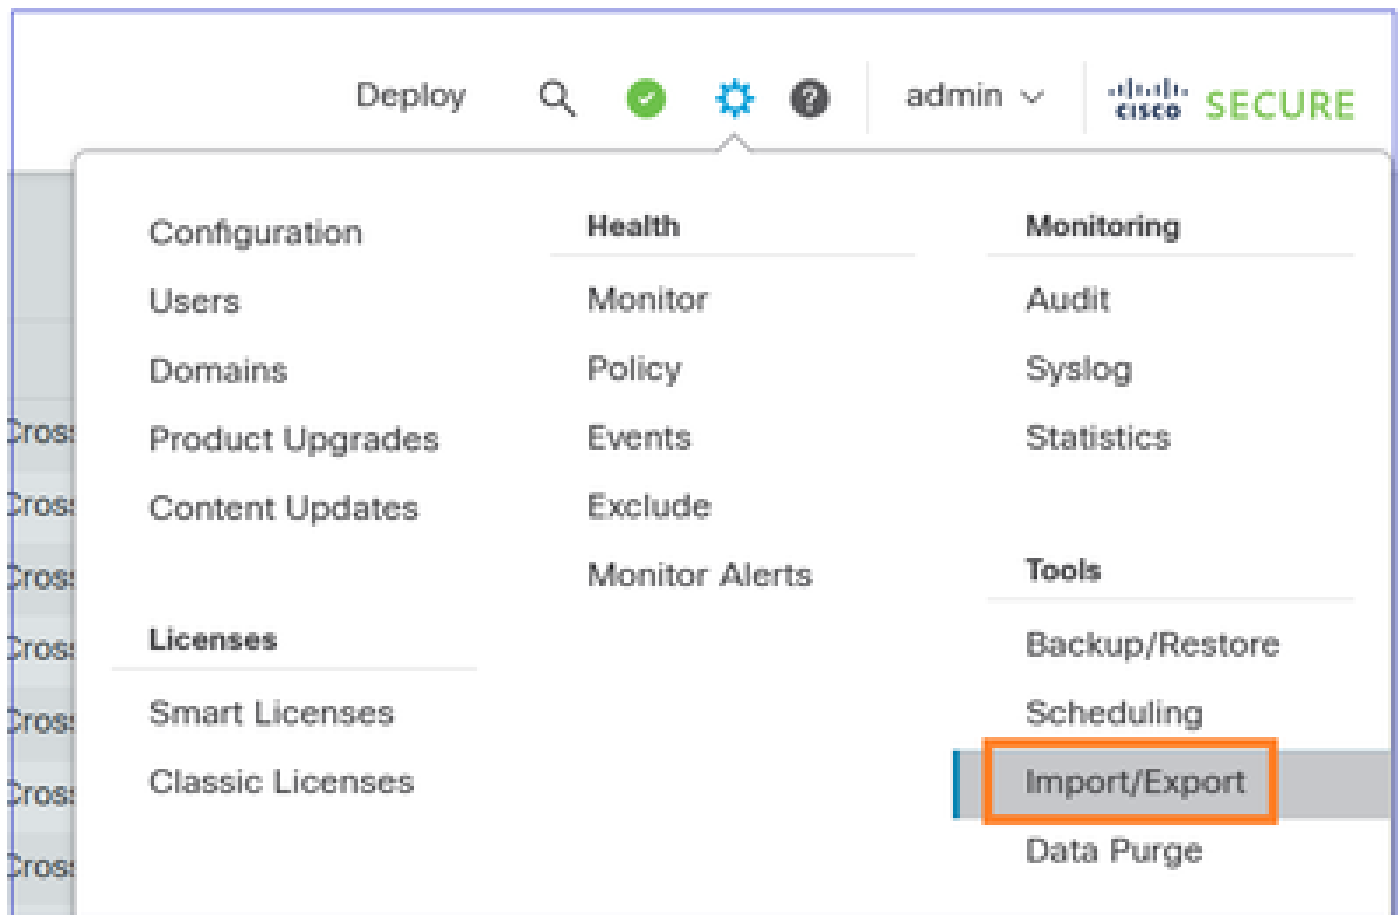 Deploy
admin
CISCO SECURE
Configuration
Users
Domains
Product Upgrades
Content Updates
Licenses
Smart Licenses
Classic Licenses
Health
Monitor
Policy
Events
Exclude
Monitor Alerts
Monitoring
Audit
Syslog
Statistics
Tools
Backup/Restore
Scheduling
Import/Export
Data Purge